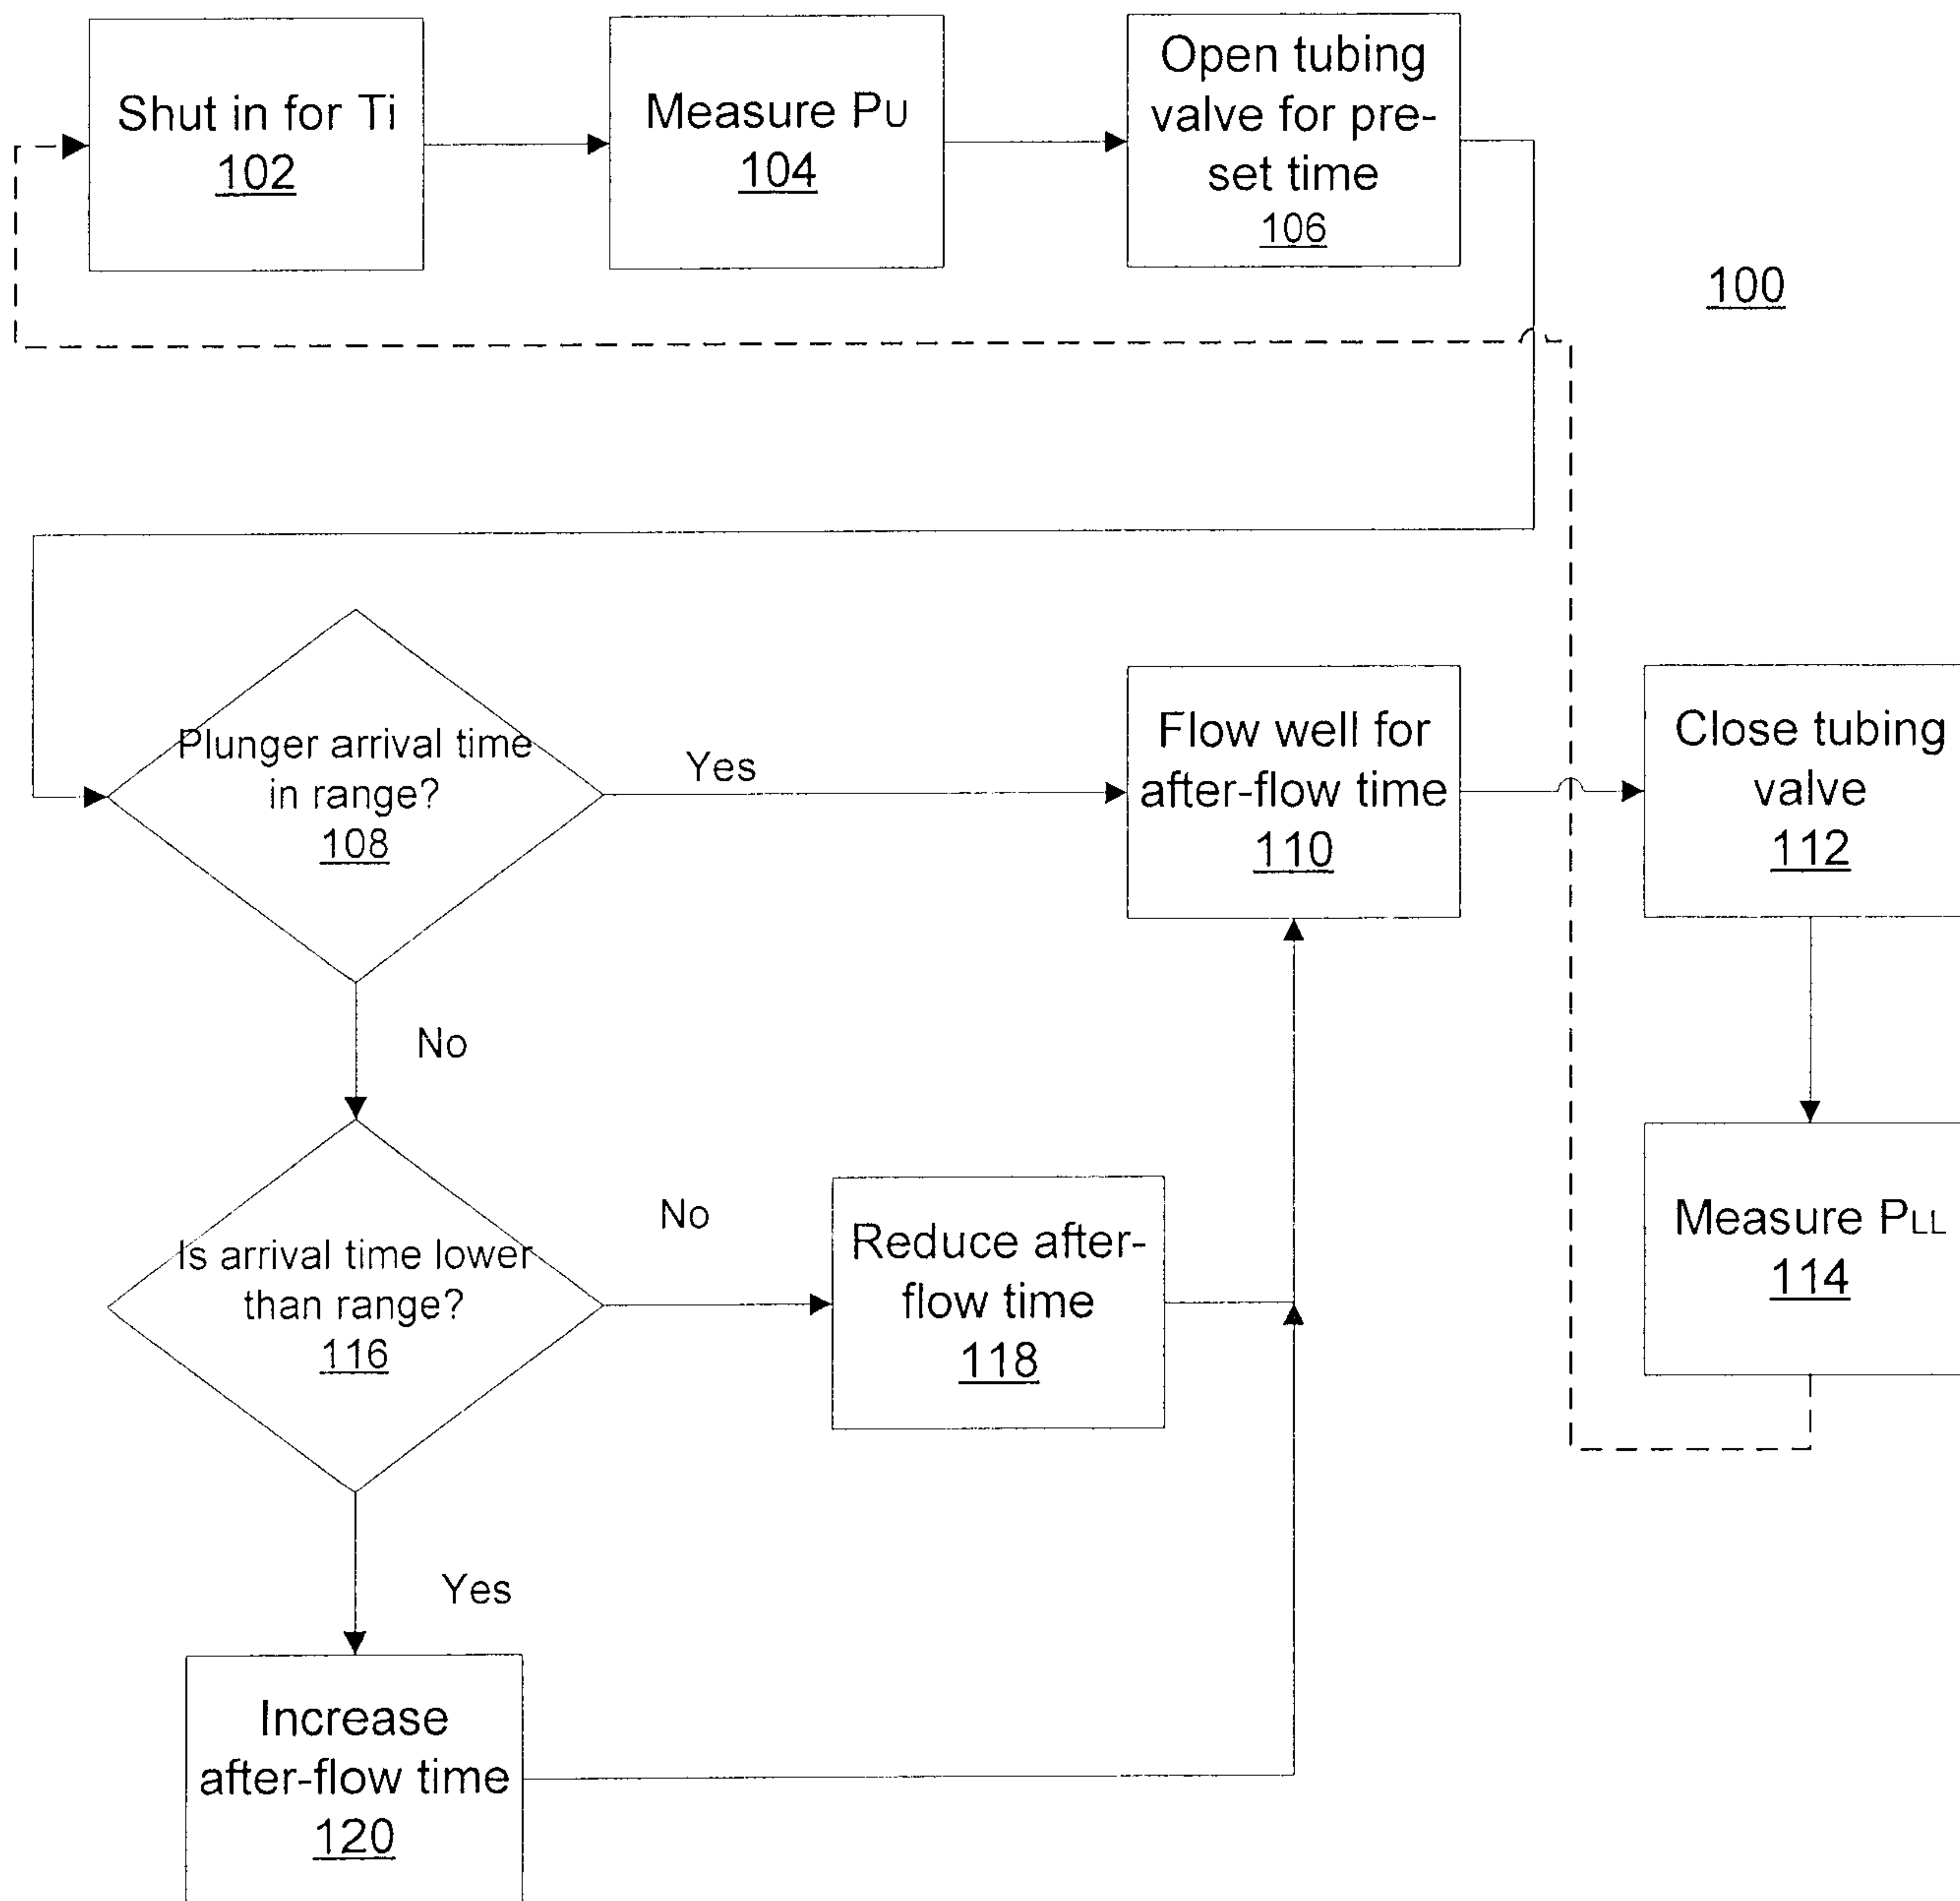 Shut in for Ti
102
Measure PU
104
Open tubing
valve for pre-
set time
106
100
Plunger arrival time
in range?
108
Yes
Flow well for
after-flow time
110
Close tubing
valve
112
No
Measure PLL
114
Is arrival time lower
than range?
116
No
Reduce after-
flow time
118
Yes
Increase
after-flow time
120